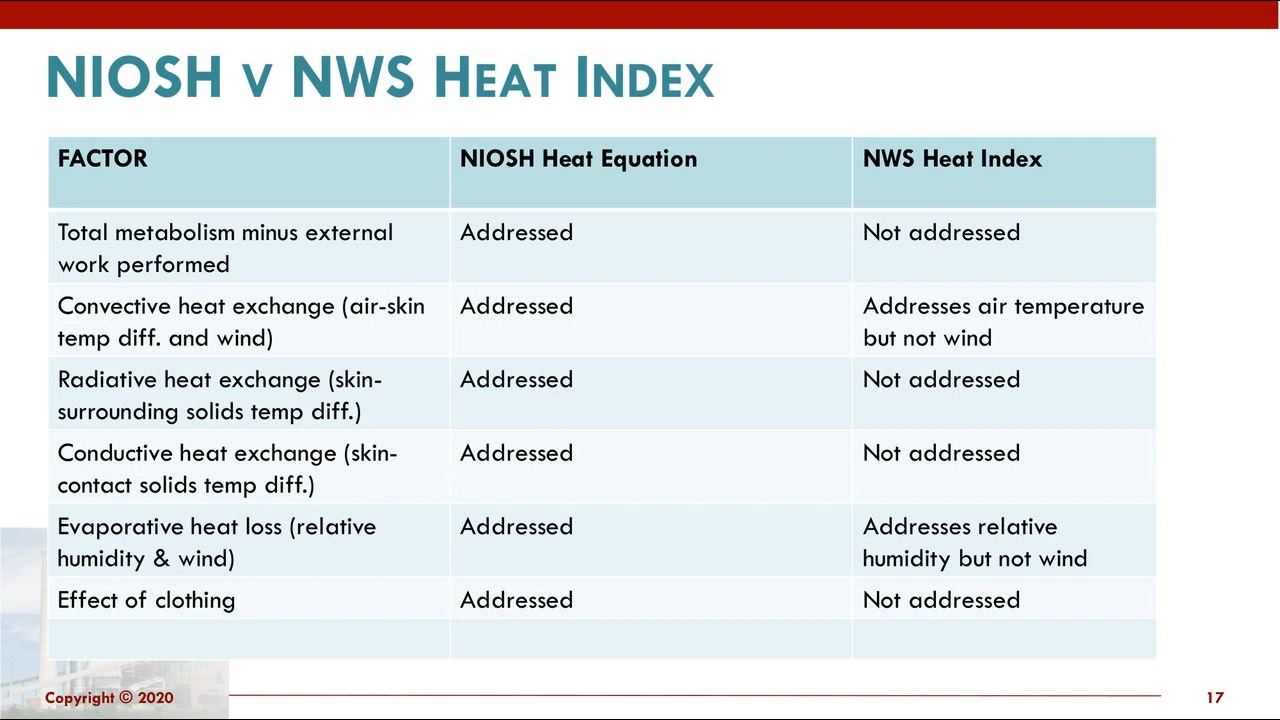 NIOSH v NWS Heat Index
FACTOR
NIOSH Heat Equation
NWS Heat Index
Total metabolism minus external
work performed
Addressed
Not addressed
Convective heat exchange (air-skin
temp diff. and wind)
Addressed
Addresses air temperature
but not wind
Radiative heat exchange (skin-
surrounding solids temp diff.)
Addressed
Not addressed
Conductive heat exchange (skin-
contact solids temp diff.)
Addressed
Not addressed
Evaporative heat loss (relative
humidity & wind)
Addressed
Addresses relative
humidity but not wind
Effect of clothing
Addressed
Not addressed
Copyright © 2020
17